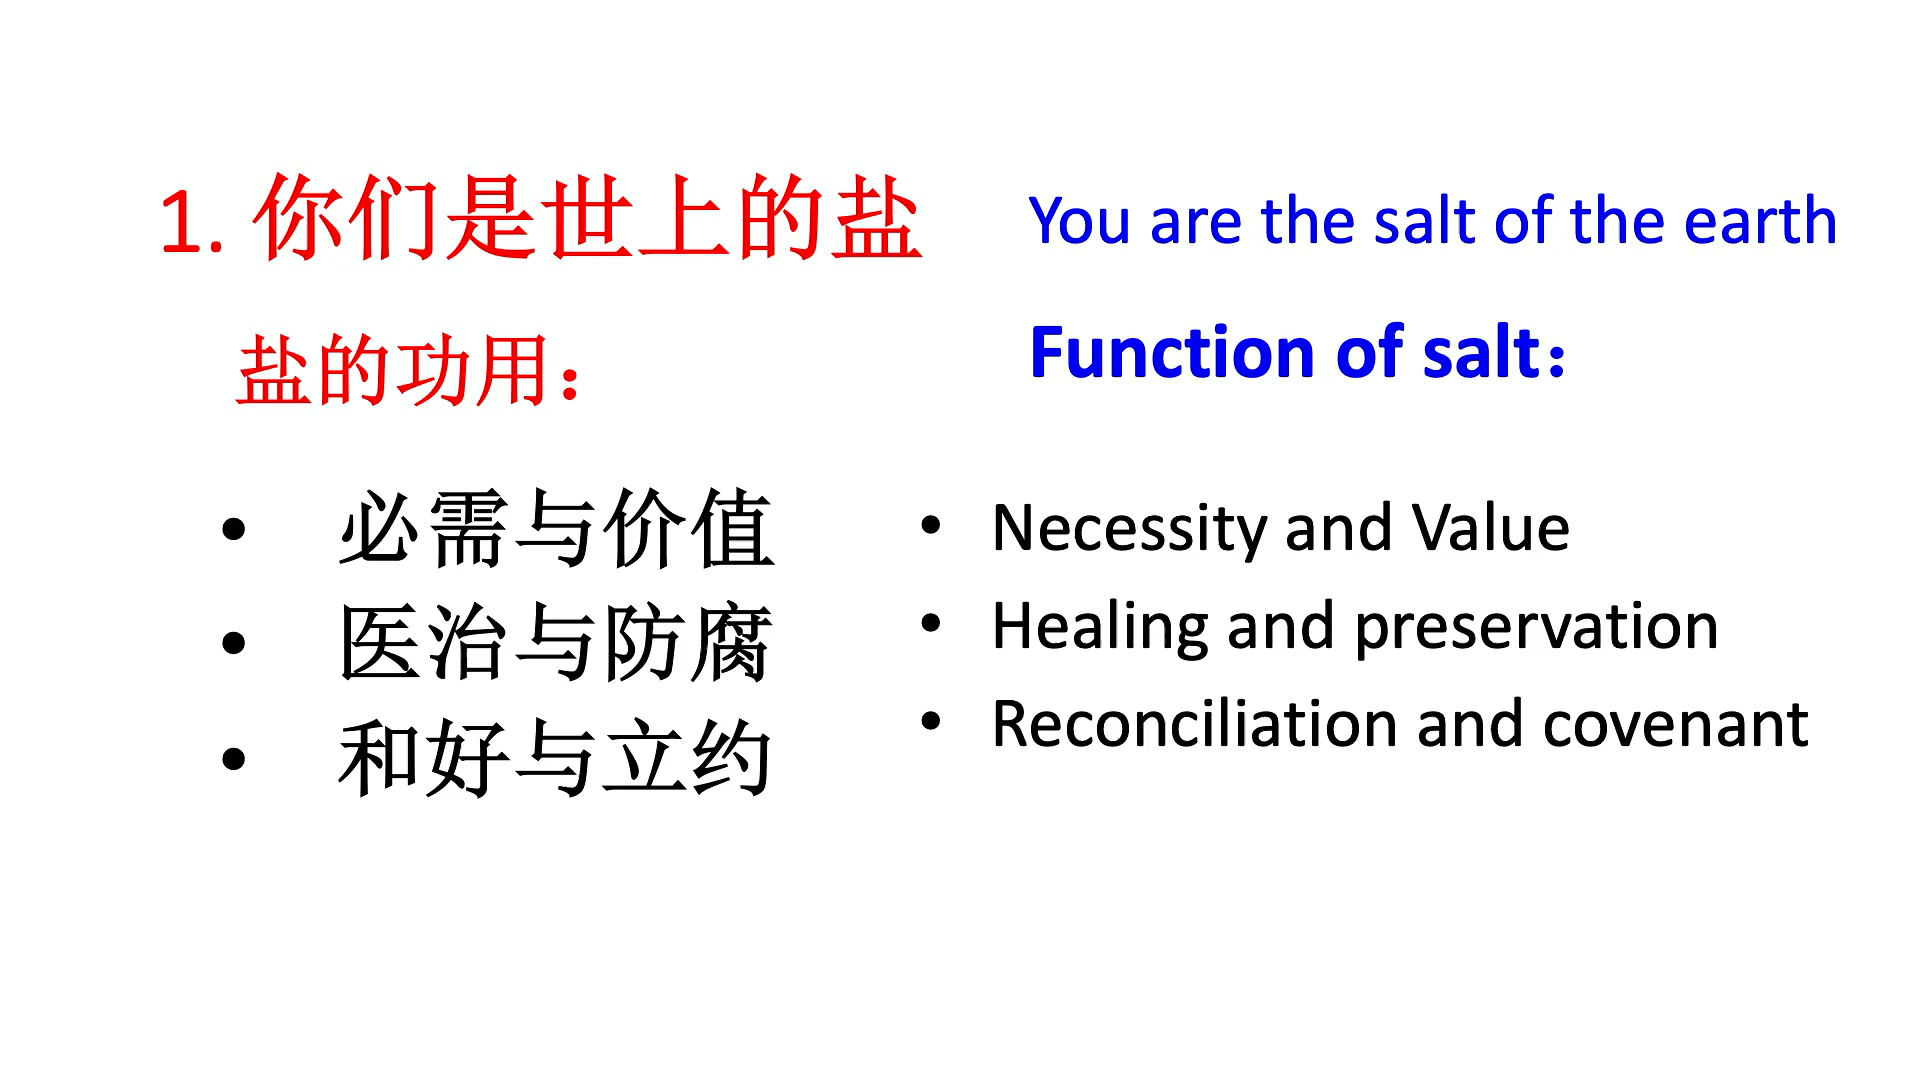 1. 你们是世上的盐
盐的功用：
• 必需与价值
• 医治与防腐
• 和好与立约
You are the salt of the earth
Function of salt：
• Necessity and Value
• Healing and preservation
• Reconciliation and covenant